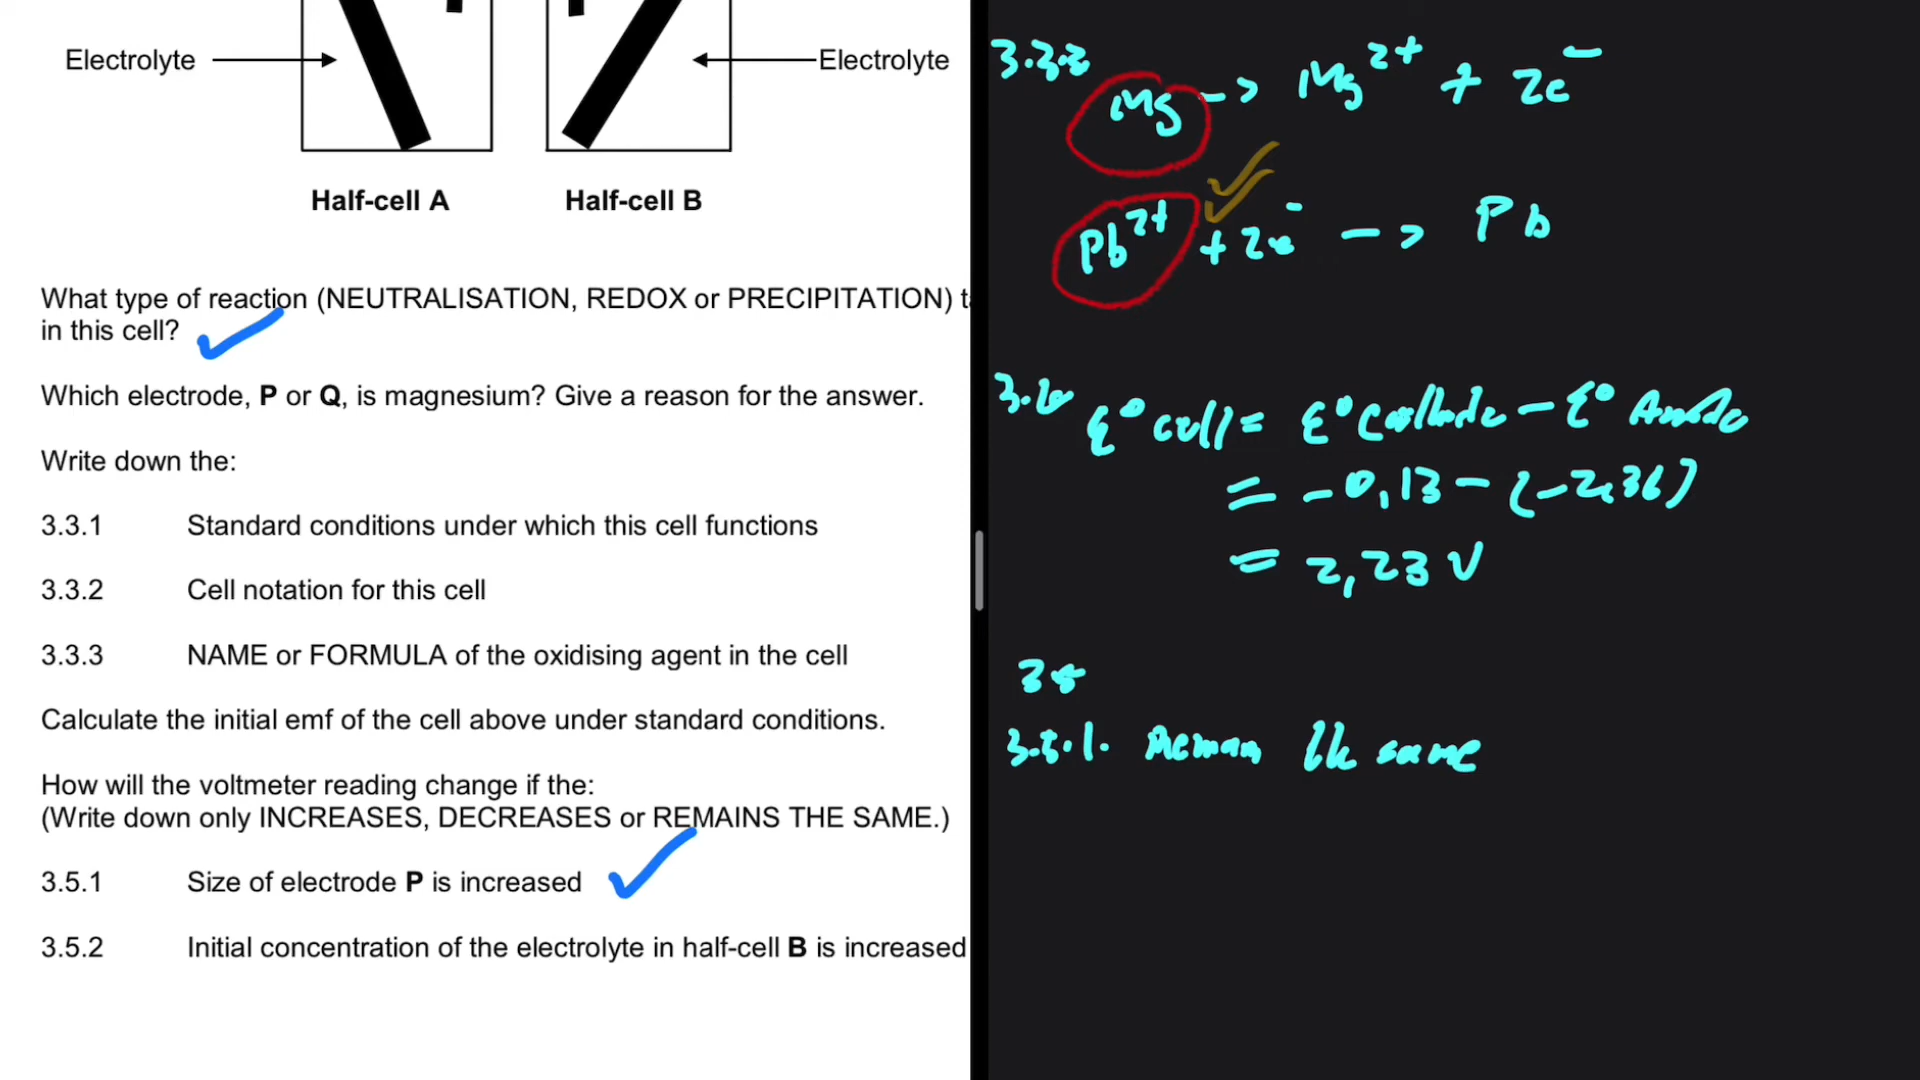 Electrolyte
Electrolyte
Half-cell A
Half-cell B
What type of reaction (NEUTRALISATION, REDOX or PRECIPITATION) t
in this cell?
Which electrode, P or Q, is magnesium? Give a reason for the answer.
Write down the:
3.3.1 Standard conditions under which this cell functions
3.3.2 Cell notation for this cell
3.3.3 NAME or FORMULA of the oxidising agent in the cell
Calculate the initial emf of the cell above under standard conditions.
How will the voltmeter reading change if the:
(Write down only INCREASES, DECREASES or REMAINS THE SAME.)
3.5.1 Size of electrode P is increased
3.5.2 Initial concentration of the electrolyte in half-cell B is increased
3.3.2
Mg -> Mg²⁺ + 2e⁻
Pb²⁺ + 2e⁻ -> Pb
E° cell = E° Cathode - E° Anode
= -0,13 - (-2,36)
= 2,23 V
3.5.1. Remain the same